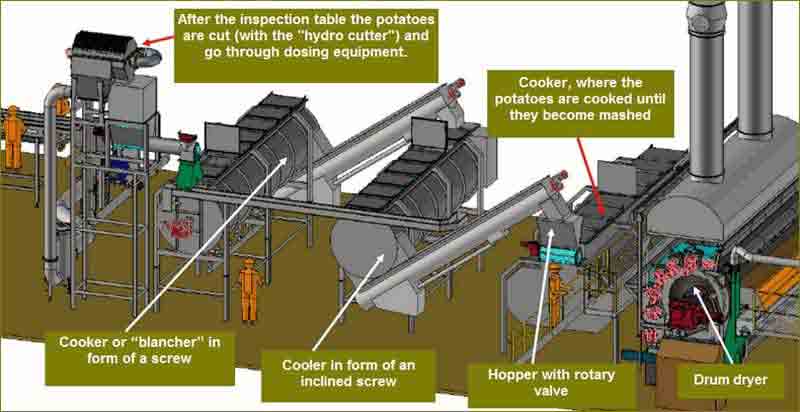 After the inspection table the potatoes
are cut (with the "hydro cutter") and
go through dosing equipment.
Cooker, where the
potatoes are cooked until
they become mashed
Cooker or “blancher” in
form of a screw
Cooler in form of an
inclined screw
Hopper with rotary
valve
Drum dryer